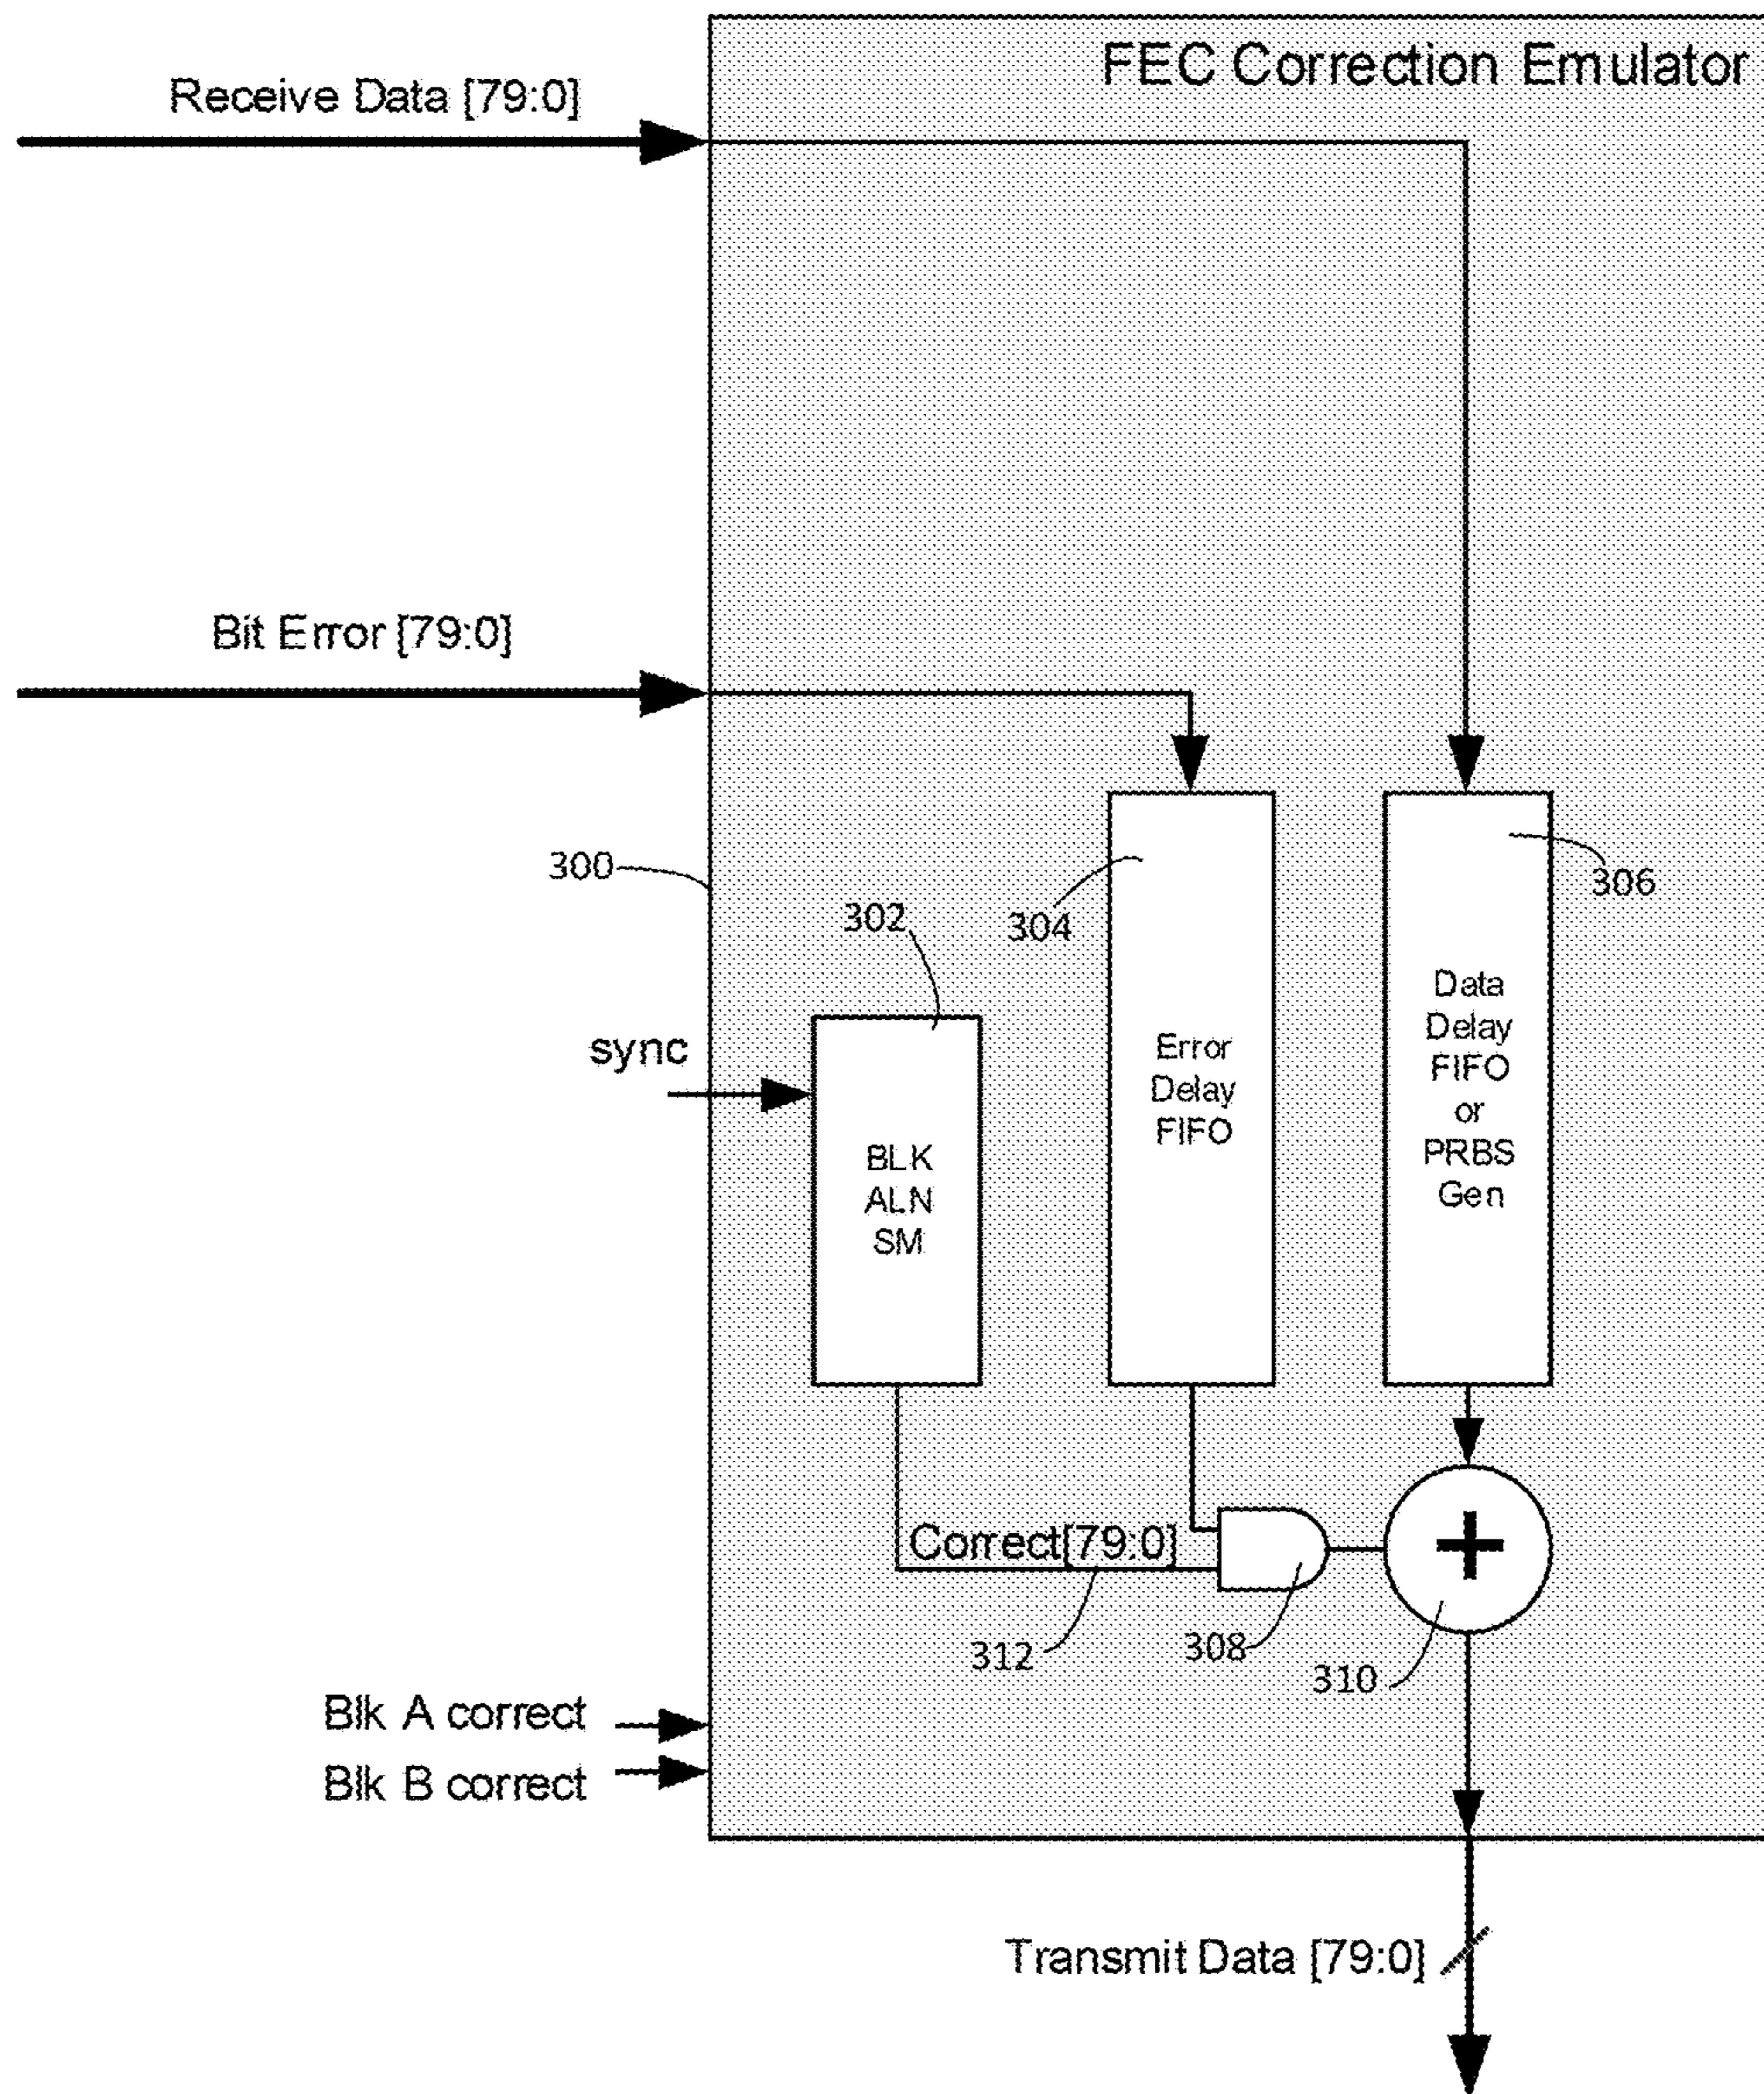 FEC Correction Emulator
Receive Data [79:0]
Bit Error [79:0]
300
302
304
306
sync
BLK
ALN
SM
Error
Delay
FIFO
Data
Delay
FIFO
or
PRBS
Gen
Correct[79:0]
312
308
310
Blk A correct
Blk B correct
+
Transmit Data [79:0]